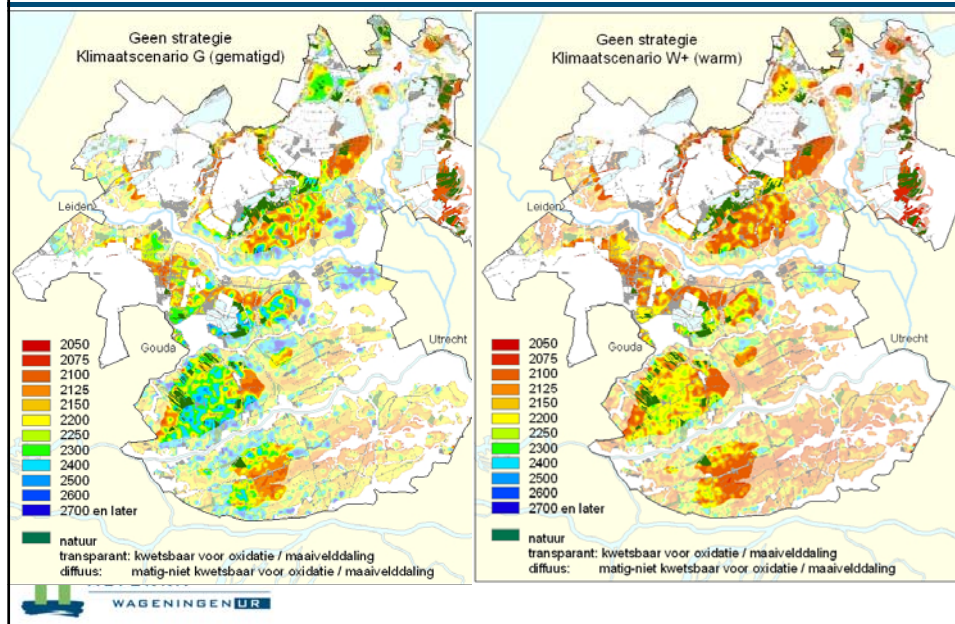 Geen strategie
Klimaatscenario G (gematigd)
Leiden
Gouda
Utrecht
2050
2075
2100
2125
2150
2200
2250
2300
2400
2500
2600
2700 en later
natuur
transparant: kwetsbaar voor oxidatie / maaivelddaling
diffuus: matig-niet kwetsbaar voor oxidatie / maaivelddaling
Geen strategie
Klimaatscenario W+ (warm)
Leiden
Gouda
Utrecht
2050
2075
2100
2125
2150
2200
2250
2300
2400
2500
2600
2700 en later
natuur
transparant: kwetsbaar voor oxidatie / maaivelddaling
diffuus: matig-niet kwetsbaar voor oxidatie / maaivelddaling
WAGENINGEN UR